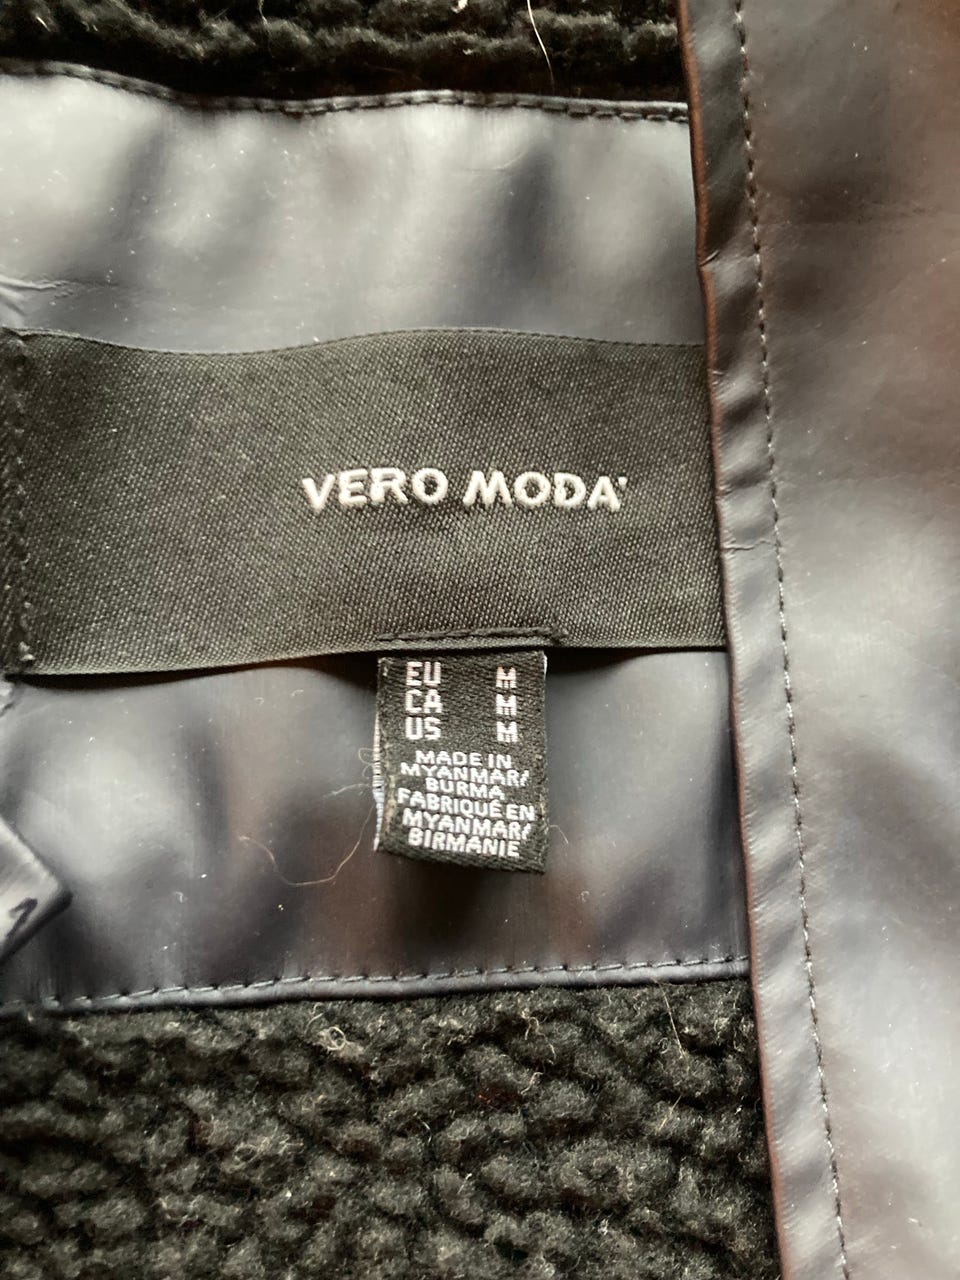 VERO MODA
EU M
CA M
US M
MADE IN
MYANMAR/
BURMA
FABRIQUÉ EN
MYANMAR/
BIRMANIE